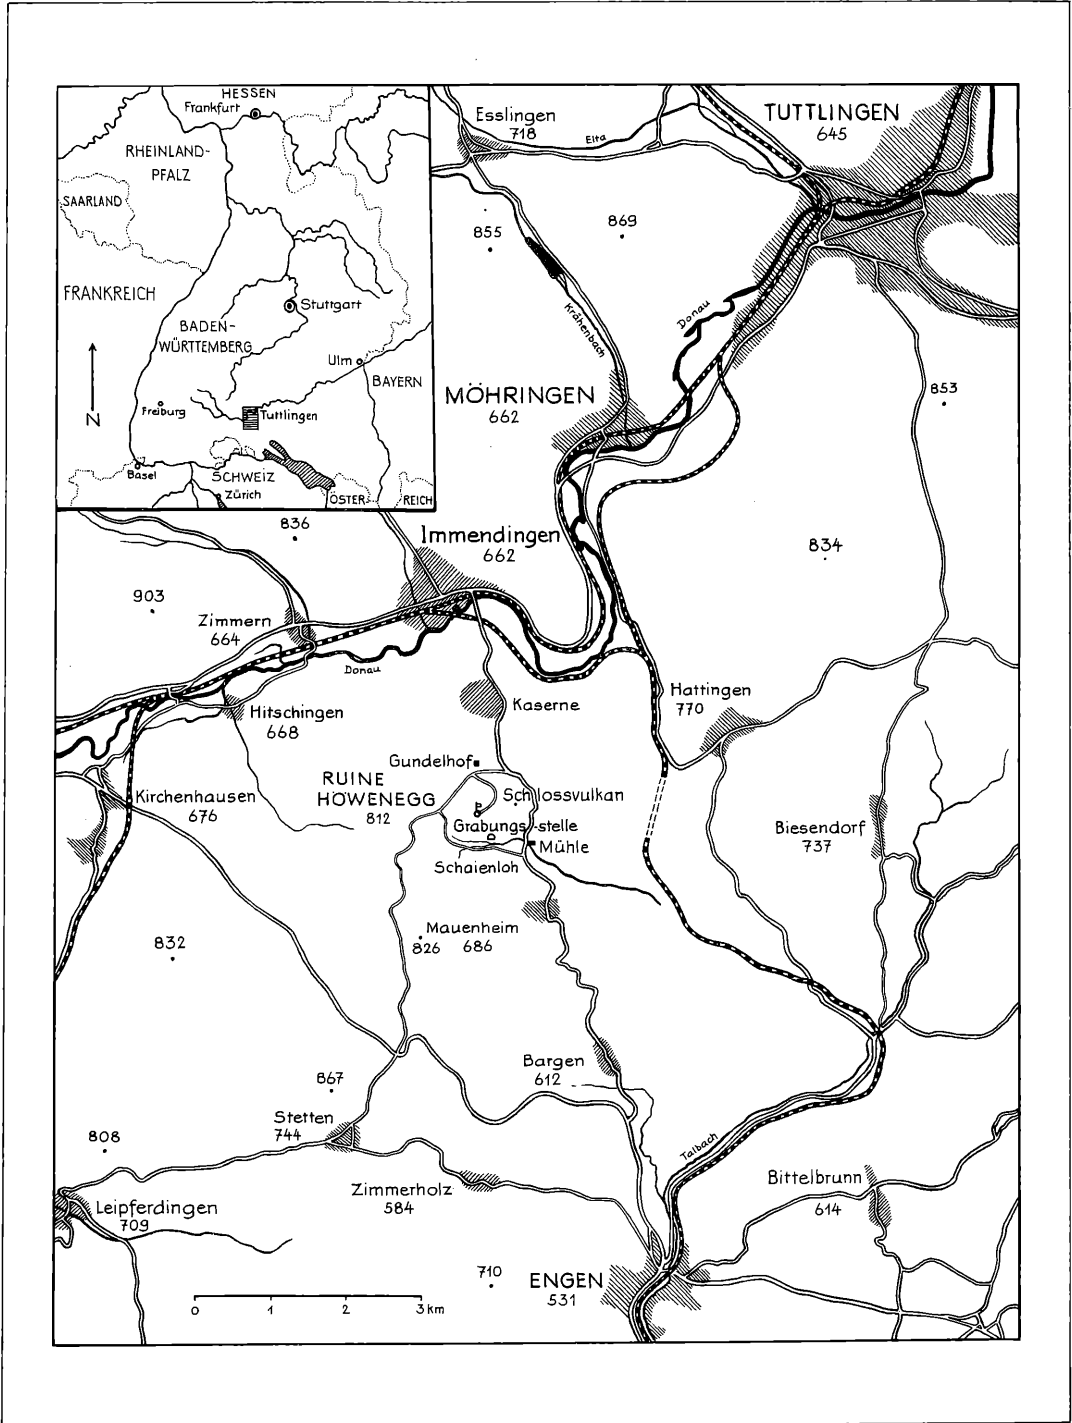 HESSEN
Frankfurt
RHEINLAND-
PFALZ
SAARLAND
FRANKREICH
Stuttgart
BADEN-
WÜRTTEMBERG
Ulm
BAYERN
Freiburg
Tuttlingen
N
Basel
SCHWEIZ
Zürich
ÖSTER-
REICH
Esslingen
718
Elta
TUTTLINGEN
645
855
869
Krähenbach
Donau
853
MÖHRINGEN
662
836
Immendingen
662
834
903
Zimmern
664
Donau
Hattingen
770
Kaserne
Hitschingen
668
Gundelhof
RUINE
HÖWENEGG
812
Schlossvulkan
Kirchenhausen
676
Grabungs-stelle
Mühle
Schaienloh
Biesendorf
737
Mauenheim
826 686
832
Bargen
612
867
Stetten
744
808
Talbach
Zimmerholz
584
Bittelbrunn
614
Leipferdingen
709
710
ENGEN
531
0 1 2 3 km